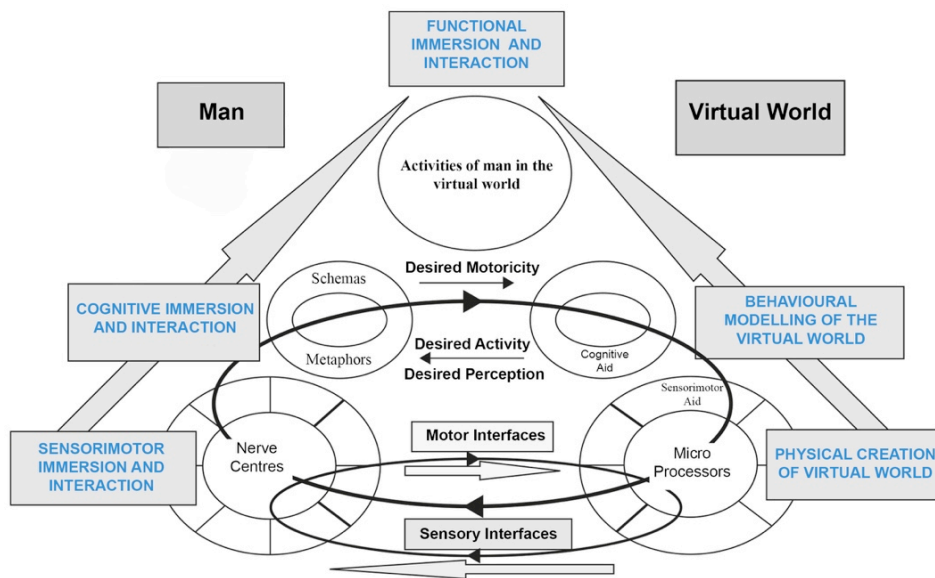 FUNCTIONAL
IMMERSION AND
INTERACTION
Man
Virtual World
Activities of man in the
virtual world
Schemas
Metaphors
Desired Motoricity
Desired Activity
Desired Perception
Cognitive
Aid
COGNITIVE IMMERSION
AND INTERACTION
BEHAVIOURAL
MODELLING OF THE
VIRTUAL WORLD
Sensorimotor
Aid
SENSORIMOTOR
IMMERSION AND
INTERACTION
Nerve
Centres
Motor Interfaces
Sensory Interfaces
Micro
Processors
PHYSICAL CREATION
OF VIRTUAL WORLD